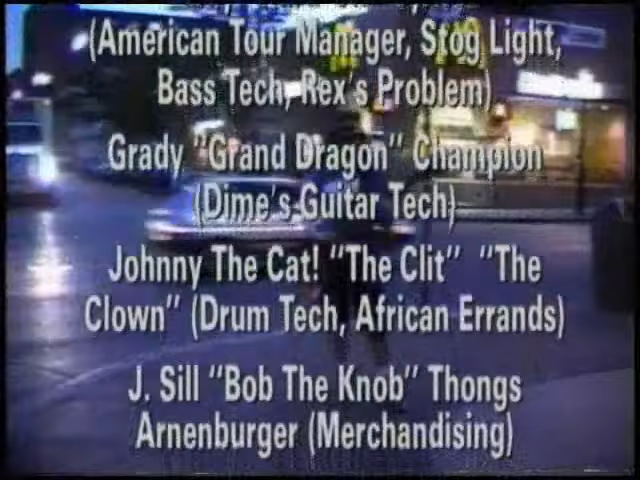 (American Tour Manager, Stog Light,
Bass Tech, Rex's Problem)
Grady "Grand Dragon" Champion
(Dime's Guitar Tech)
Johnny The Cat! "The Clit" "The
Clown" (Drum Tech, African Errands)
J. Sill "Bob The Knob" Thongs
Arnenburger (Merchandising)